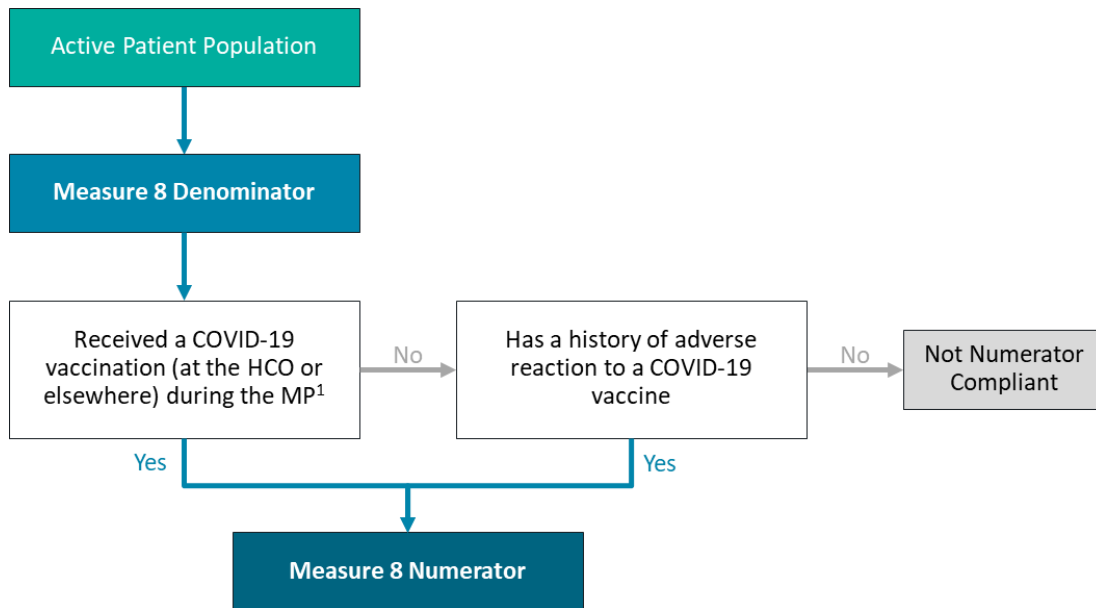 Active Patient Population
Measure 8 Denominator
Received a COVID-19
vaccination (at the HCO or
elsewhere) during the MP¹
No
Has a history of adverse
reaction to a COVID-19
vaccine
No
Not Numerator
Compliant
Yes
Yes
Measure 8 Numerator